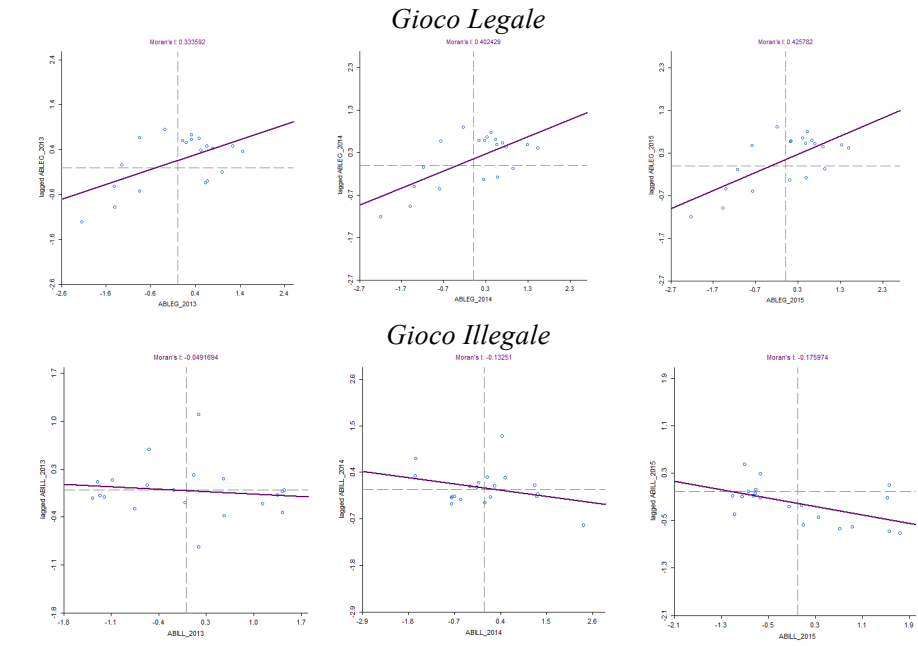 Gioco Legale
Moran's I: 0.333592
Moran's I: 0.402429
Moran's I: 0.425782
lagged ABLEG_2013
2.4
1.4
0.4
-0.6
-1.6
-2.6
-2.6 -1.6 -0.6 0.4 1.4 2.4
ABLEG_2013
lagged ABLEG_2014
2.3
1.3
0.3
-0.7
-1.7
-2.7
-2.7 -1.7 -0.7 0.3 1.3 2.3
ABLEG_2014
lagged ABLEG_2015
2.3
1.3
0.3
-0.7
-1.7
-2.7
-2.7 -1.7 -0.7 0.3 1.3 2.3
ABLEG_2015
Gioco Illegale
Moran's I: -0.0491694
Moran's I: -0.13251
Moran's I: -0.175974
lagged ABILL_2013
1.7
1.0
0.3
-0.4
-1.1
-1.8
-1.8 -1.1 -0.4 0.3 1.0 1.7
ABILL_2013
lagged ABILL_2014
2.6
1.5
0.4
-0.7
-1.8
-2.9
-2.9 -1.8 -0.7 0.4 1.5 2.6
ABILL_2014
lagged ABILL_2015
1.9
1.1
0.3
-0.5
-1.3
-2.1
-2.1 -1.3 -0.5 0.3 1.1 1.9
ABILL_2015